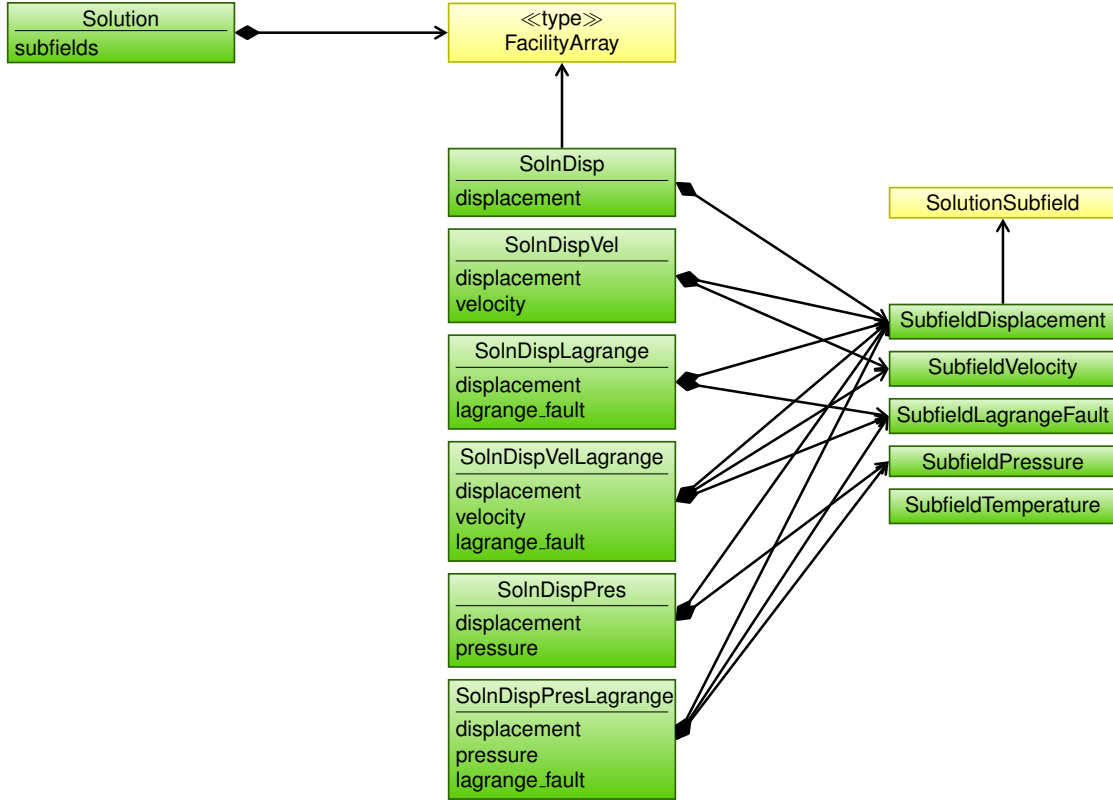 Solution
subfields
≪type≫
FacilityArray
SolnDisp
displacement
SolnDispVel
displacement
velocity
SolnDispLagrange
displacement
lagrange_fault
SolnDispVelLagrange
displacement
velocity
lagrange_fault
SolnDispPres
displacement
pressure
SolnDispPresLagrange
displacement
pressure
lagrange_fault
SolutionSubfield
SubfieldDisplacement
SubfieldVelocity
SubfieldLagrangeFault
SubfieldPressure
SubfieldTemperature